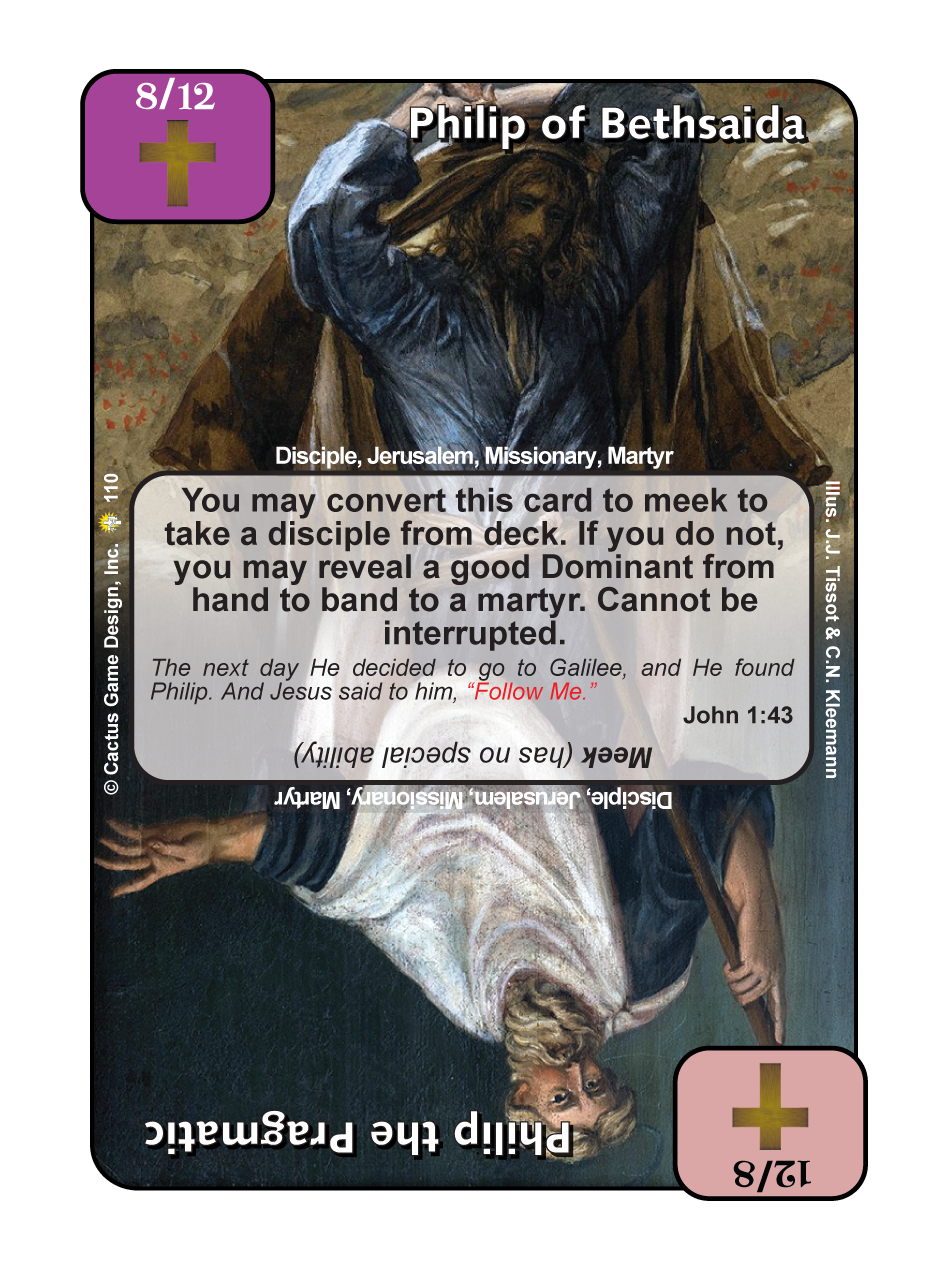 8/12
Philip of Bethsaida
Disciple, Jerusalem, Missionary, Martyr
You may convert this card to meek to
take a disciple from deck. If you do not,
you may reveal a good Dominant from
hand to band to a martyr. Cannot be
interrupted.
The next day He decided to go to Galilee, and He found
Philip. And Jesus said to him, “Follow Me.”
John 1:43
Meek (has no special ability)
Disciple, Jerusalem, Missionary, Martyr
Philip the Pragmatic
12/8
© Cactus Game Design, Inc. 110
Illus. J.J. Tissot & C.N. Kleemann